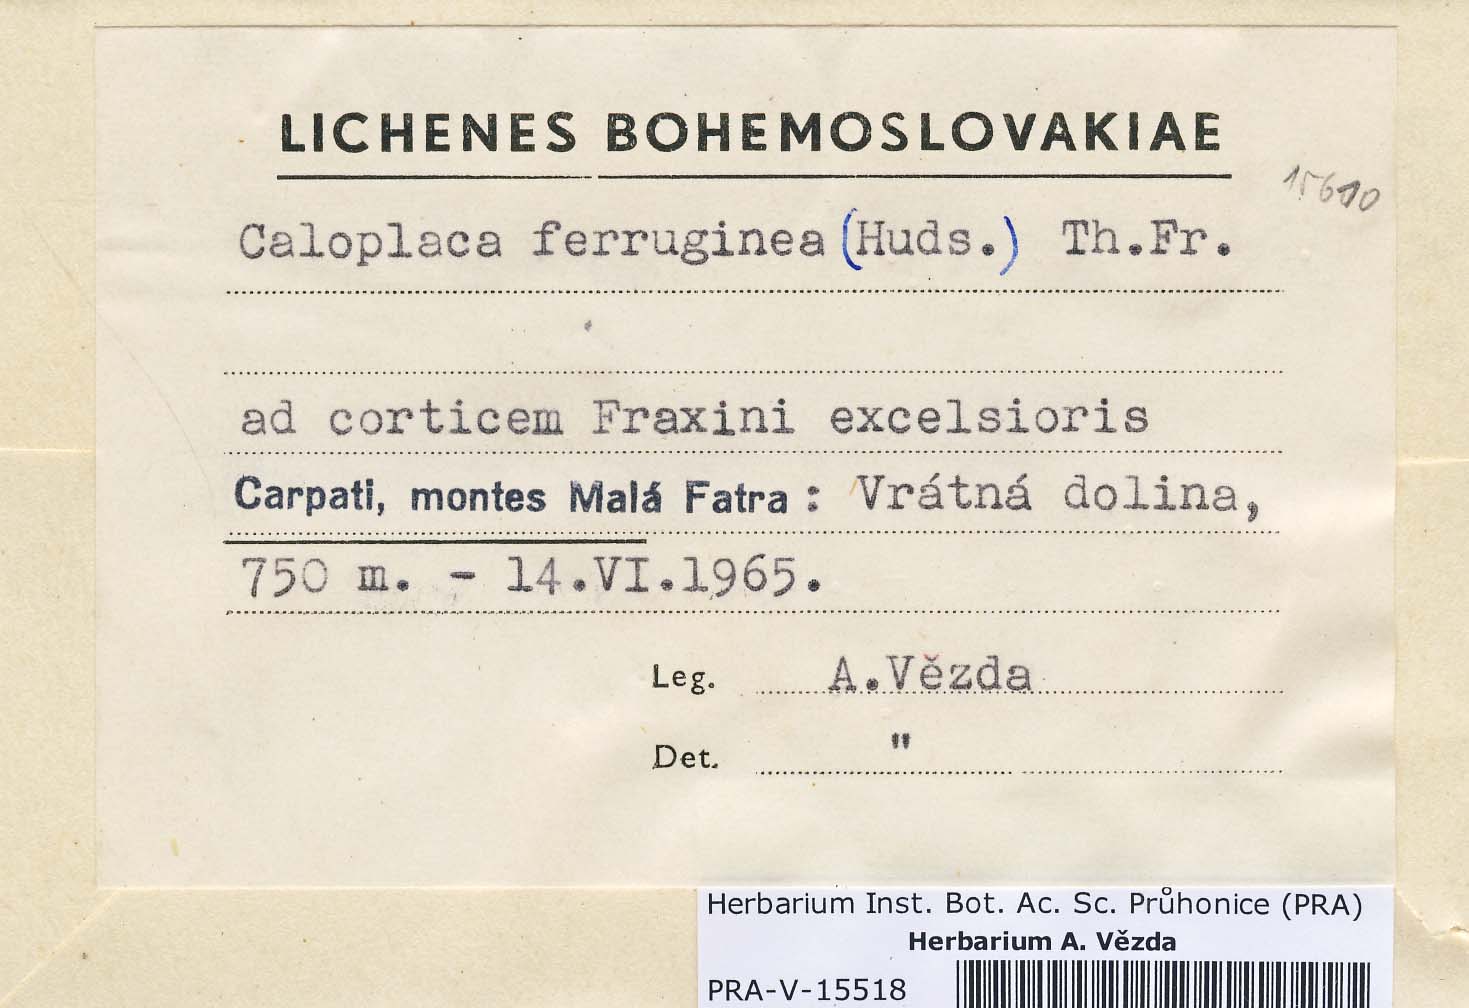 LICHENES BOHEMOSLOVAKIAE
15610
Caloplaca ferruginea (Huds.) Th.Fr.
ad corticem Fraxini excelsioris
Carpati, montes Malá Fatra : Vrátná dolina,
750 m. - 14.VI.1965.
Leg. A.Vězda
Det. "
Herbarium Inst. Bot. Ac. Sc. Průhonice (PRA)
Herbarium A. Vězda
PRA-V-15518